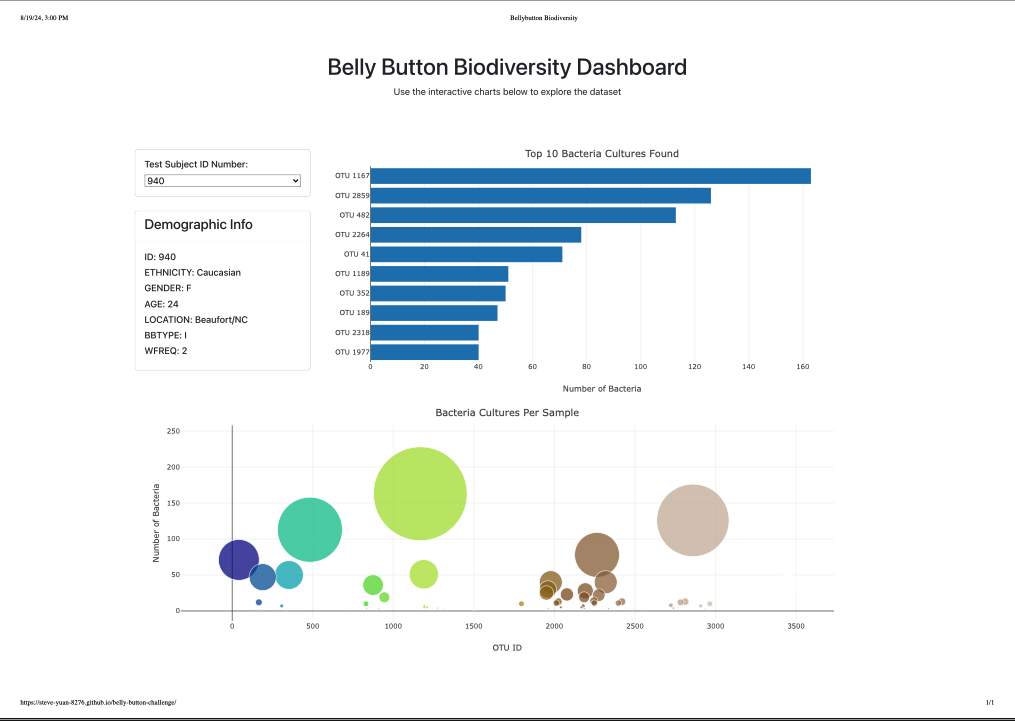 8/19/24, 3:00 PM
Bellybutton Biodiversity
Belly Button Biodiversity Dashboard
Use the interactive charts below to explore the dataset
Test Subject ID Number:
940
Demographic Info
ID: 940
ETHNICITY: Caucasian
GENDER: F
AGE: 24
LOCATION: Beaufort/NC
BBTYPE: I
WFREQ: 2
Top 10 Bacteria Cultures Found
OTU 1167
OTU 2859
OTU 482
OTU 2264
OTU 41
OTU 1189
OTU 352
OTU 189
OTU 2318
OTU 1977
0 20 40 60 80 100 120 140 160
Number of Bacteria
Bacteria Cultures Per Sample
Number of Bacteria
250
200
150
100
50
0
0 500 1000 1500 2000 2500 3000 3500
OTU ID
https://steve-yuan-8276.github.io/belly-button-challenge/
1/1